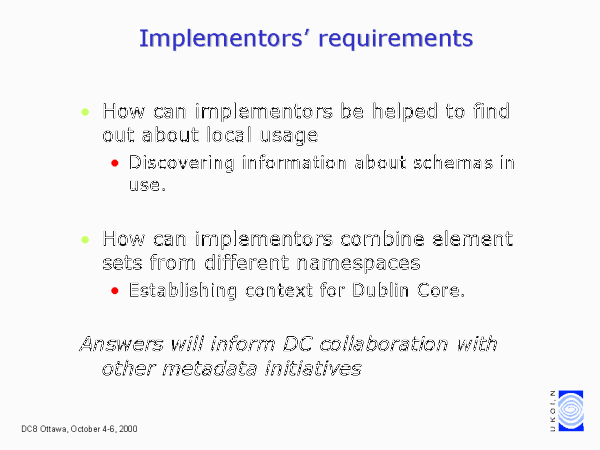 Implementors’ requirements
• How can implementors be helped to find
out about local usage
• Discovering information about schemas in
use.
• How can implementors combine element
sets from different namespaces
• Establishing context for Dublin Core.
Answers will inform DC collaboration with
other metadata initiatives
UKOLN
DC8 Ottawa, October 4-6, 2000